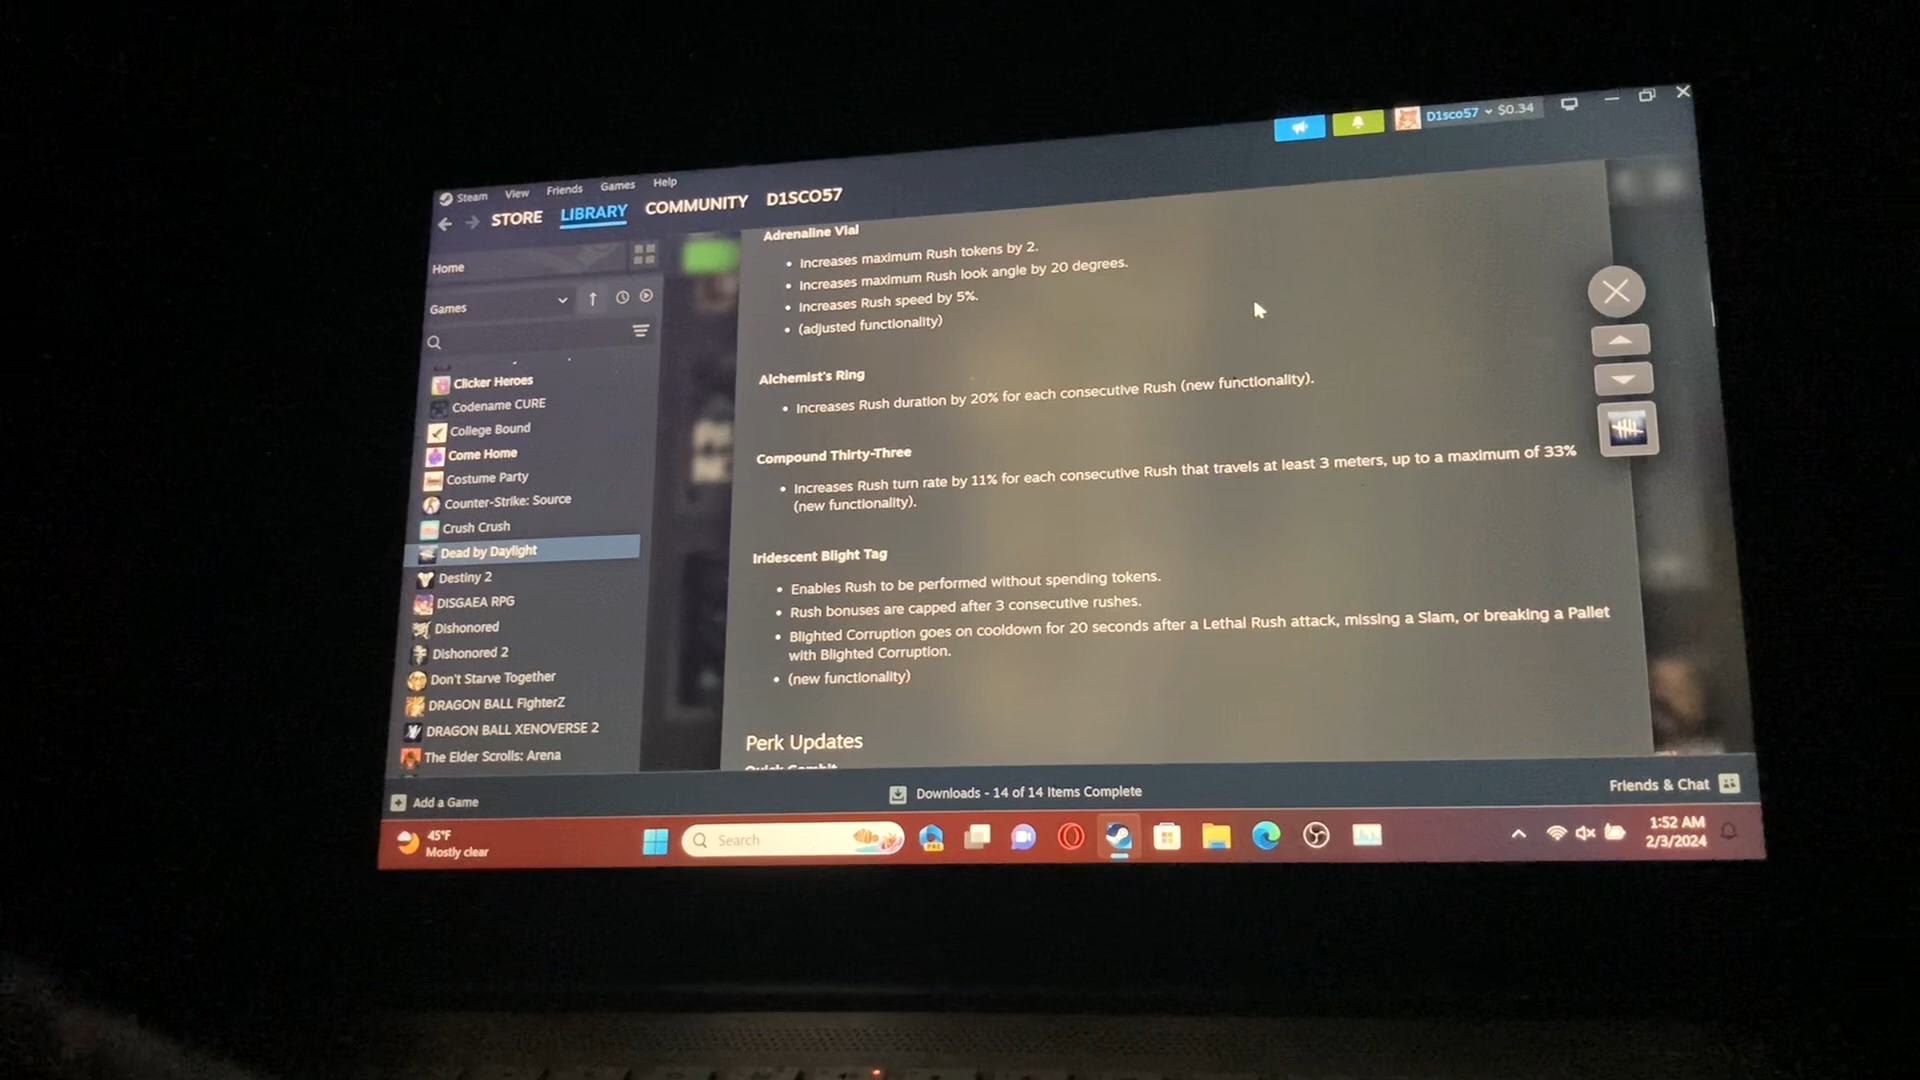 Steam View Friends Games Help
D1sco57 $0.34
STORE LIBRARY COMMUNITY D1SCO57
Home
Games
Clicker Heroes
Codename CURE
College Bound
Come Home
Costume Party
Counter-Strike: Source
Crush Crush
Dead by Daylight
Destiny 2
DISGAEA RPG
Dishonored
Dishonored 2
Don't Starve Together
DRAGON BALL FighterZ
DRAGON BALL XENOVERSE 2
The Elder Scrolls: Arena
Add a Game
Adrenaline Vial
• Increases maximum Rush tokens by 2.
• Increases maximum Rush look angle by 20 degrees.
• Increases Rush speed by 5%.
• (adjusted functionality)
Alchemist's Ring
• Increases Rush duration by 20% for each consecutive Rush (new functionality).
Compound Thirty-Three
• Increases Rush turn rate by 11% for each consecutive Rush that travels at least 3 meters, up to a maximum of 33%
(new functionality).
Iridescent Blight Tag
• Enables Rush to be performed without spending tokens.
• Rush bonuses are capped after 3 consecutive rushes.
• Blighted Corruption goes on cooldown for 20 seconds after a Lethal Rush attack, missing a Slam, or breaking a Pallet
with Blighted Corruption.
• (new functionality)
Perk Updates
Quick Gambit
Downloads - 14 of 14 Items Complete
Friends & Chat
45°F
Mostly clear
Search
PRE
1:52 AM
2/3/2024